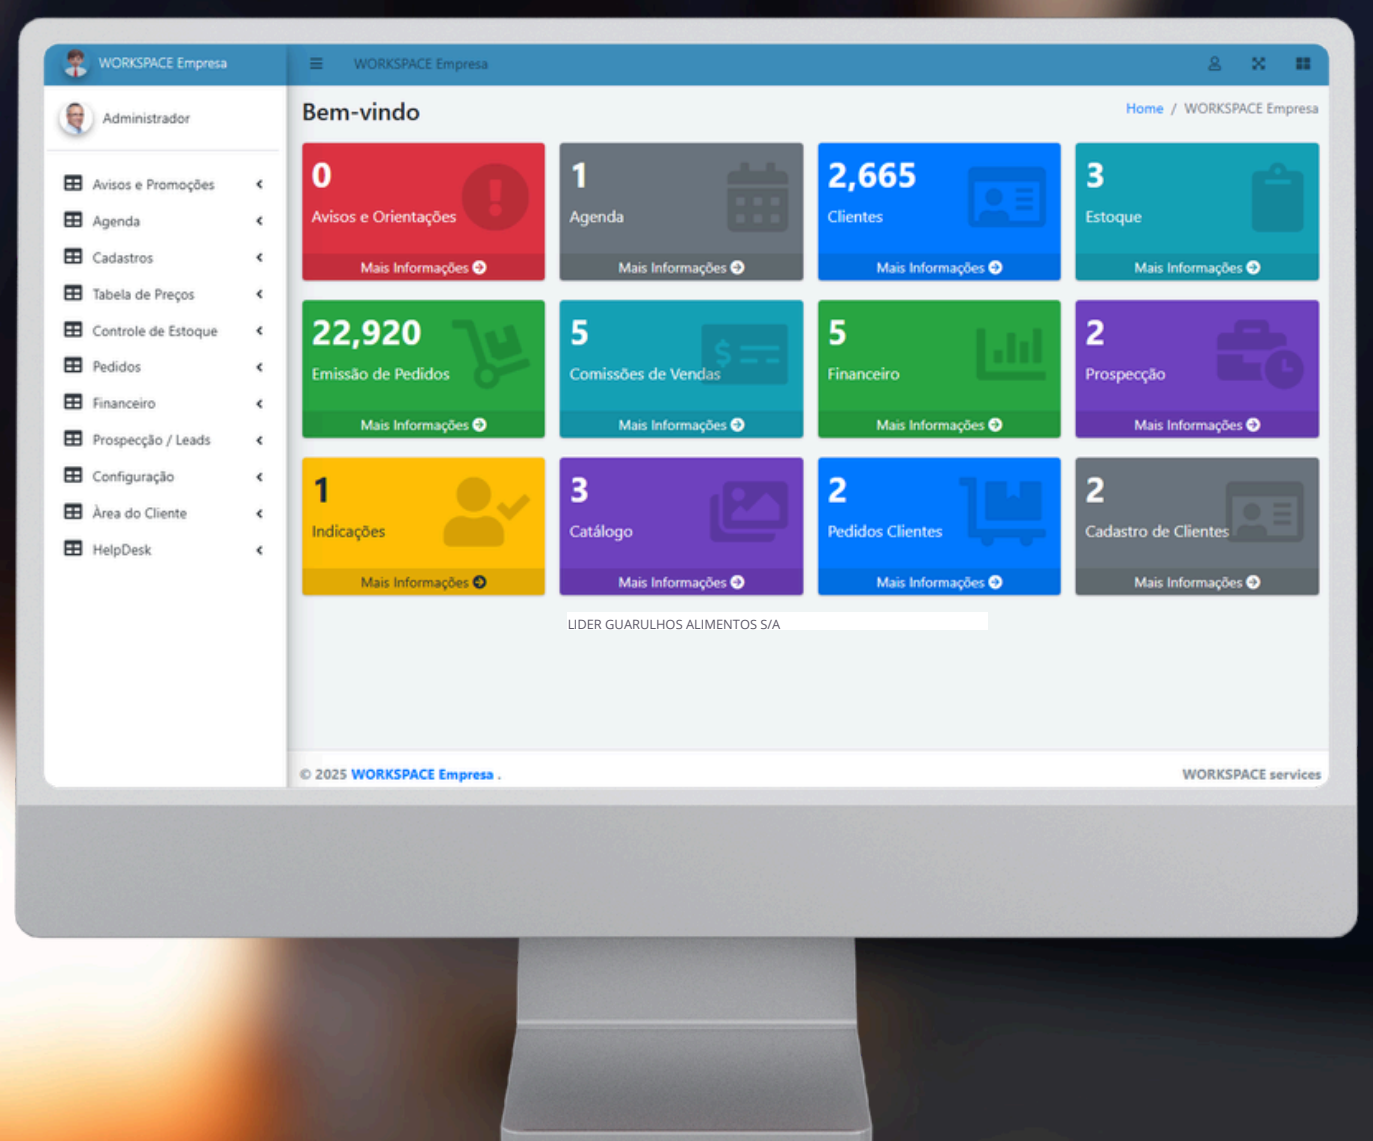 WORKSPACE Empresa
WORKSPACE Empresa
Administrador
Bem-vindo
Home / WORKSPACE Empresa
Avisos e Promoções
Agenda
Cadastros
Tabela de Preços
Controle de Estoque
Pedidos
Financeiro
Prospecção / Leads
Configuração
Àrea do Cliente
HelpDesk
0
Avisos e Orientações
Mais Informações
1
Agenda
Mais Informações
2,665
Clientes
Mais Informações
3
Estoque
Mais Informações
22,920
Emissão de Pedidos
Mais Informações
5
Comissões de Vendas
Mais Informações
5
Financeiro
Mais Informações
2
Prospecção
Mais Informações
1
Indicações
Mais Informações
3
Catálogo
Mais Informações
2
Pedidos Clientes
Mais Informações
2
Cadastro de Clientes
Mais Informações
LIDER GUARULHOS ALIMENTOS S/A
© 2025 WORKSPACE Empresa .
WORKSPACE services